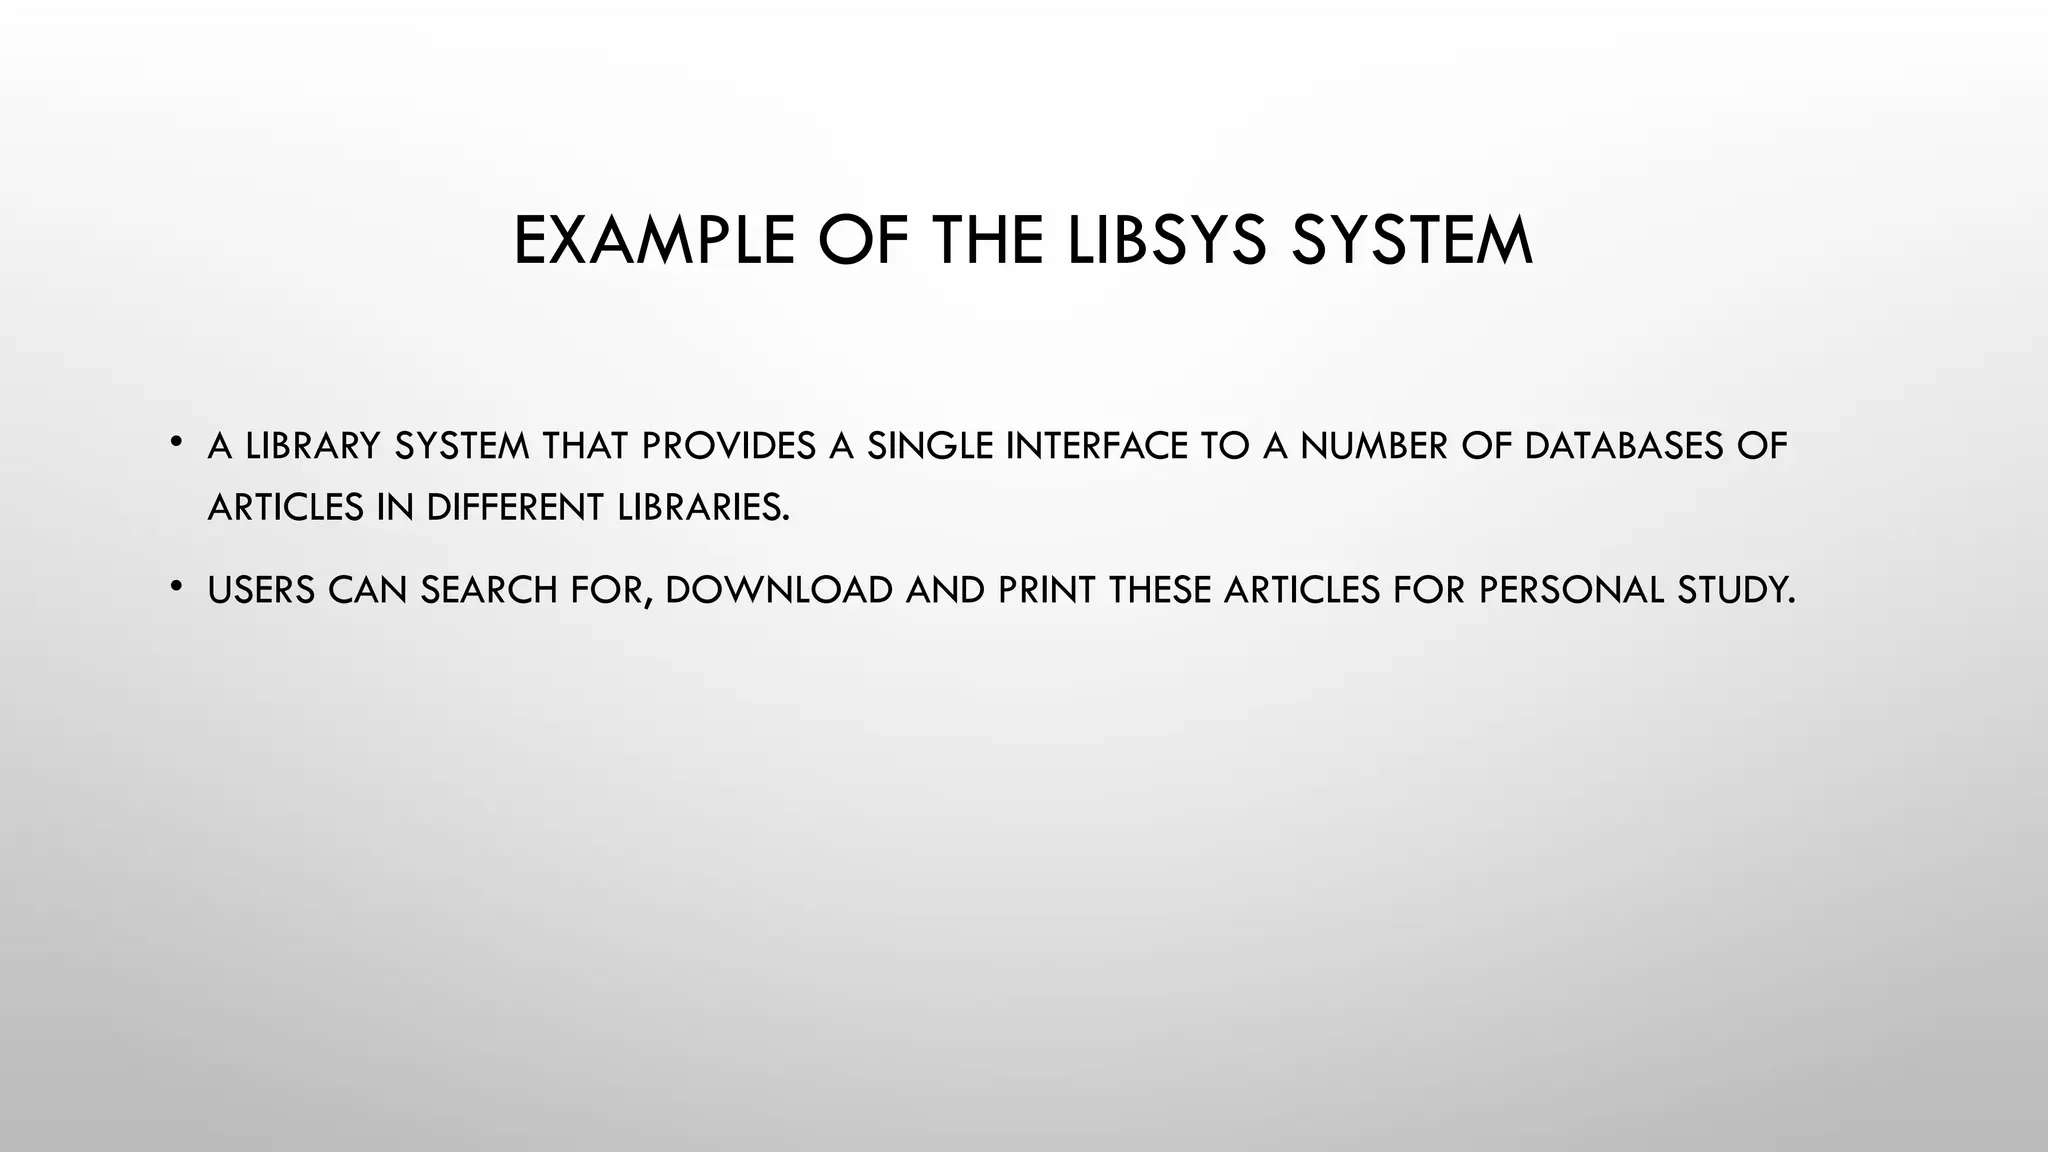 EXAMPLE OF THE LIBSYS SYSTEM
• A LIBRARY SYSTEM THAT PROVIDES A SINGLE INTERFACE TO A NUMBER OF DATABASES OF
ARTICLES IN DIFFERENT LIBRARIES.
• USERS CAN SEARCH FOR, DOWNLOAD AND PRINT THESE ARTICLES FOR PERSONAL STUDY.